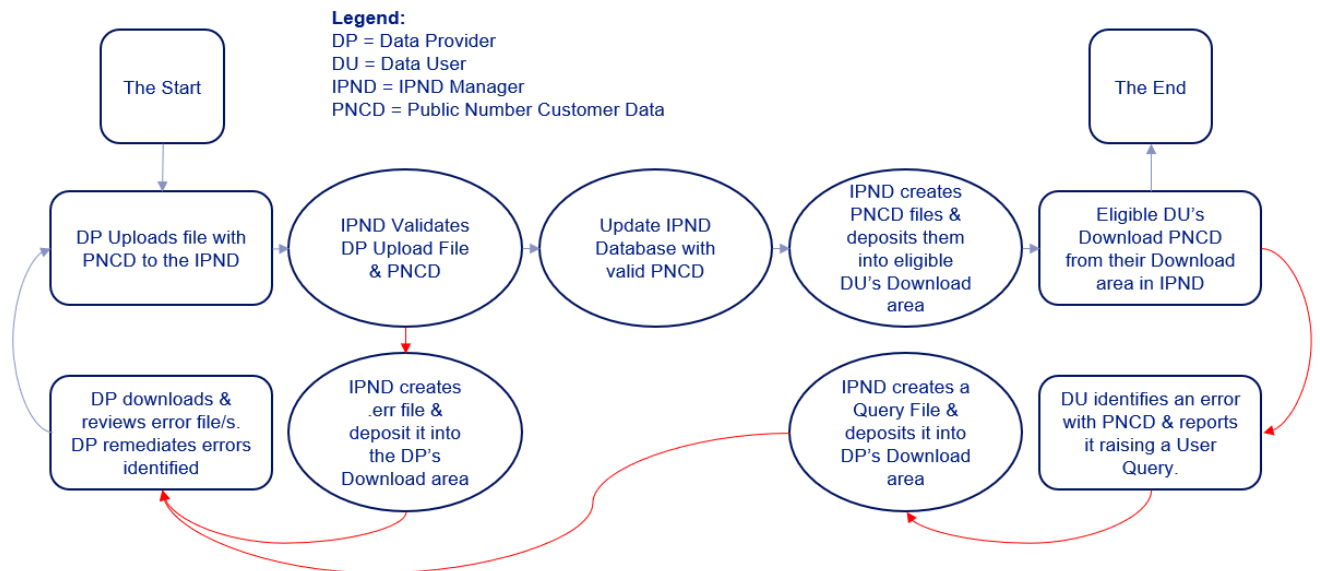 Legend:
DP = Data Provider
DU = Data User
IPND = IPND Manager
PNCD = Public Number Customer Data
The Start
The End
DP Uploads file with
PNCD to the IPND
IPND Validates
DP Upload File
& PNCD
Update IPND
Database with
valid PNCD
IPND creates
PNCD files &
deposits them
into eligible
DU's Download
area
Eligible DU's
Download PNCD
from their Download
area in IPND
DP downloads &
reviews error file/s.
DP remediates errors
identified
IPND creates
.err file &
deposit it into
the DP's
Download area
IPND creates a
Query File &
deposits it into
DP's Download
area
DU identifies an error
with PNCD & reports
it raising a User
Query.